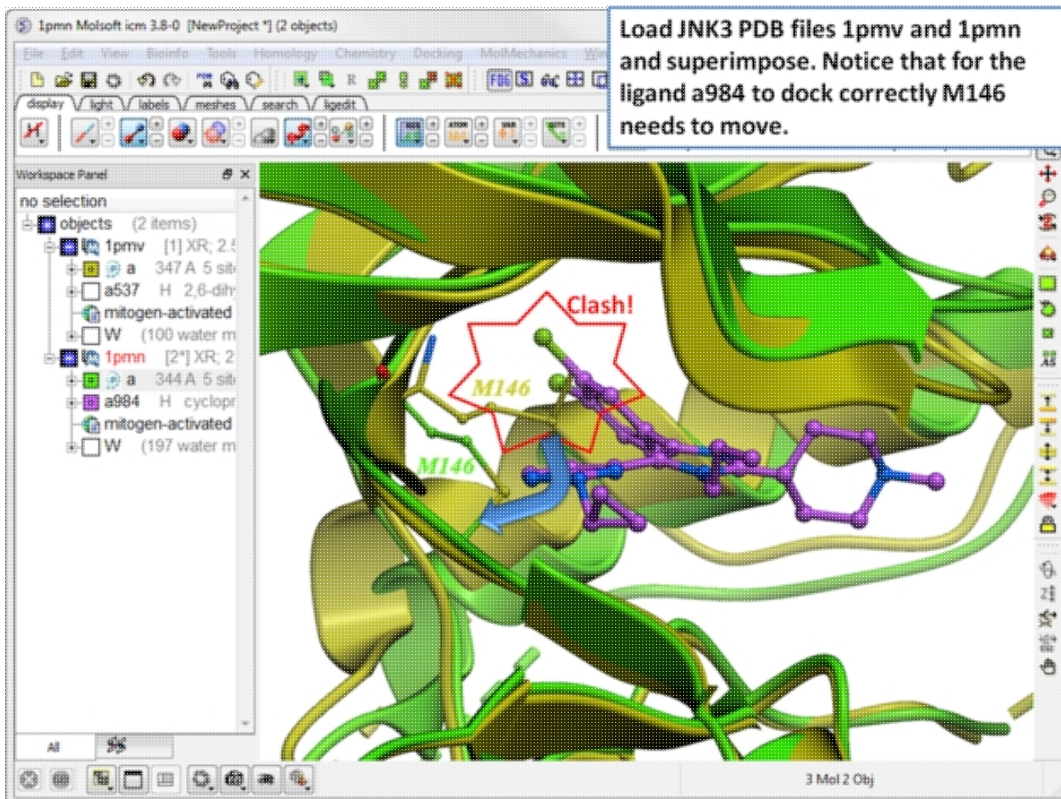 1pmn Molsoft icm 3.8-0 [NewProject *] (2 objects)
Load JNK3 PDB files 1pmv and 1pmn
and superimpose. Notice that for the
ligand a984 to dock correctly M146
needs to move.
File Edit View Bioinfo Tools Homology Chemistry Docking MolMechanics
display light labels meshes search ligedit
Workspace Panel
no selection
objects (2 items)
1pmv [1] XR; 2.5
a 347 A 5 sit
a537 H 2,6-dih
mitogen-activated
W (100 water m
1pmn [2*] XR; 2
a 344 A 5 sit
a984 H cyclopr
mitogen-activated
W (197 water m
Clash!
M146
M146
All
3 Mol 2 Obj